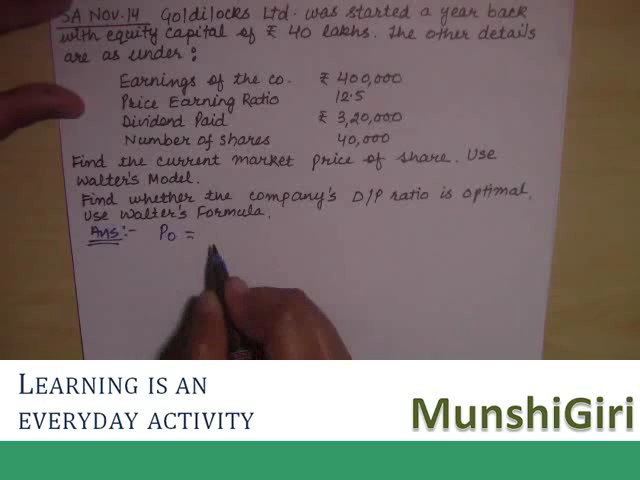 SA Nov.14 Goldilocks Ltd. was started a year back
with equity capital of ₹ 40 lakhs. The other details
are as under:
Earnings of the co. ₹ 400,000
Price Earning Ratio 12.5
Dividend Paid ₹ 3,20,000
Number of shares 40,000
Find the current market price of share. Use
Walter's Model.
Find whether the company's D/P ratio is optimal.
Use Walter's Formula.
Ans:- P0 =
LEARNING IS AN
EVERYDAY ACTIVITY
MunshiGiri